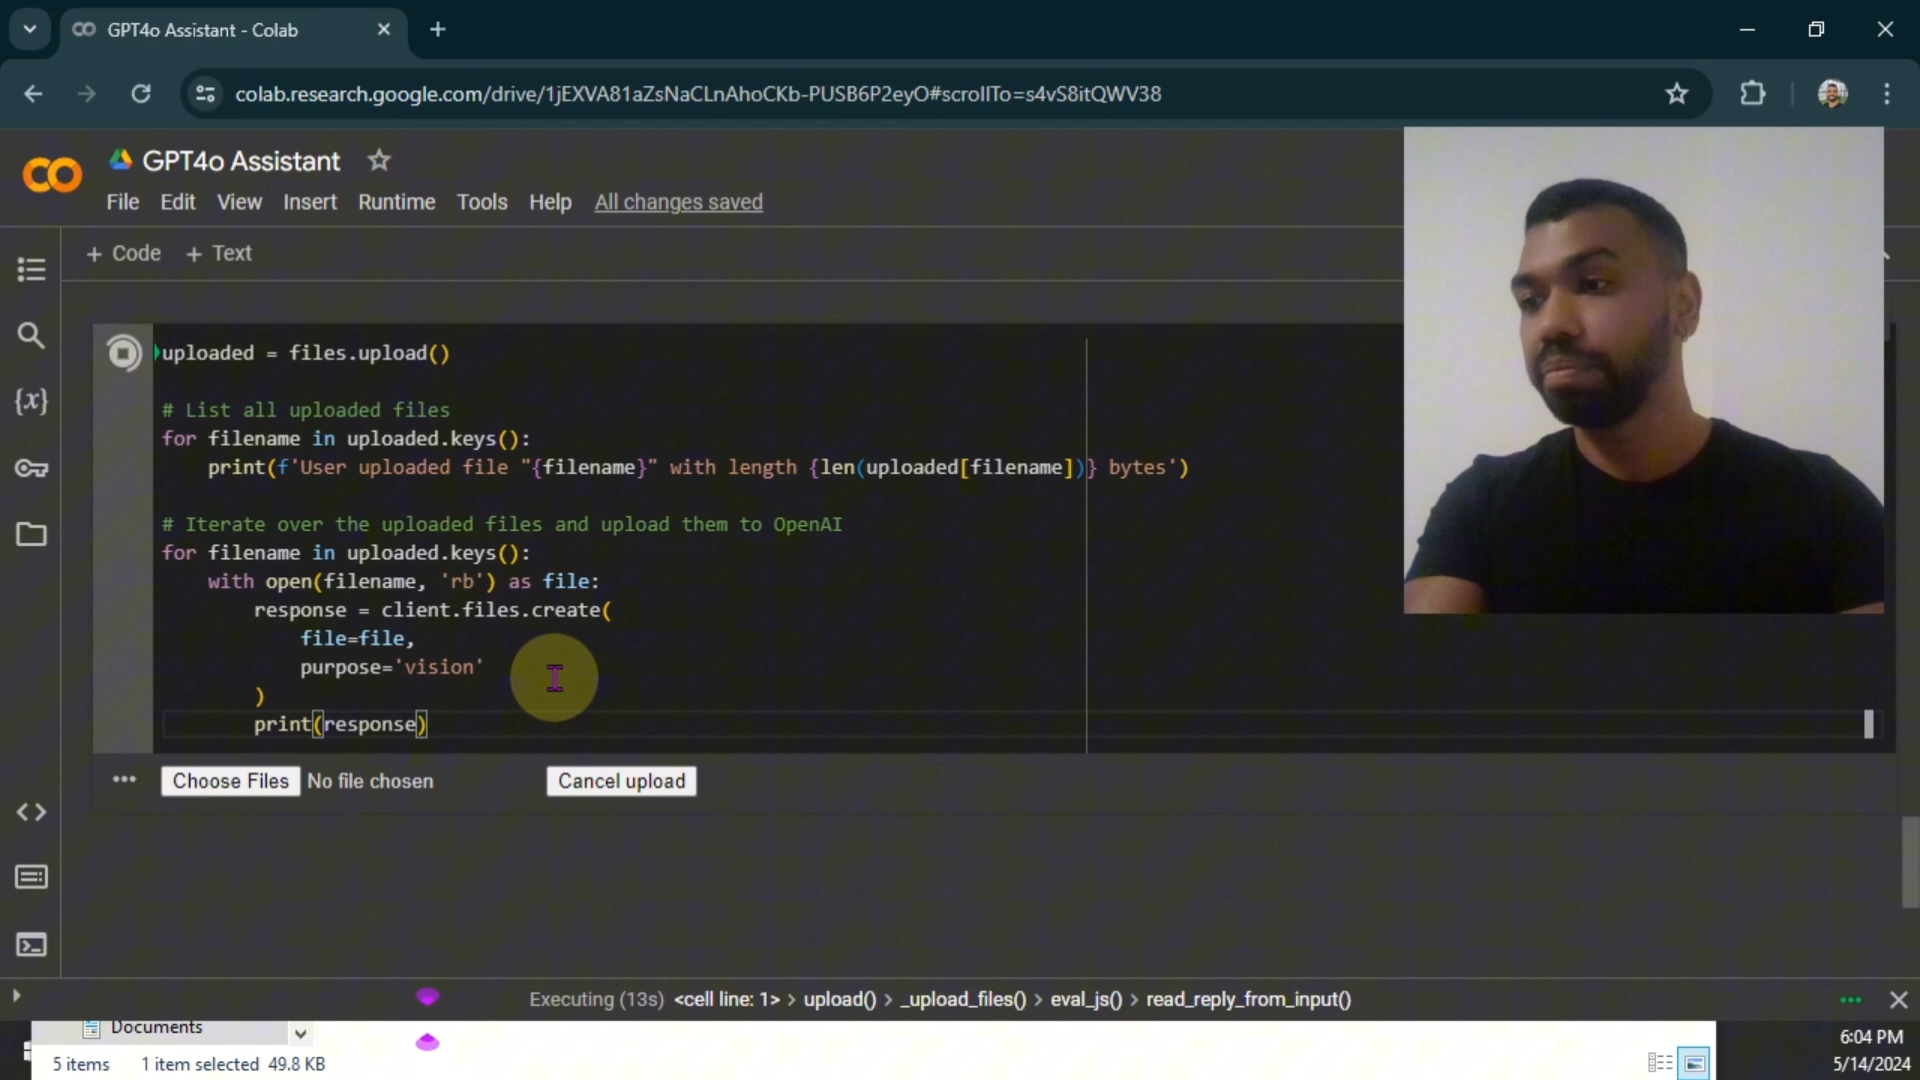 GPT4o Assistant - Colab
colab.research.google.com/drive/1jEXVA81aZsNaCLnAhoCKb-PUSB6P2eyO#scrollTo=s4vS8itQWV38
GPT4o Assistant
File Edit View Insert Runtime Tools Help All changes saved
+ Code + Text
uploaded = files.upload()
# List all uploaded files
for filename in uploaded.keys():
print(f'User uploaded file "{filename}" with length {len(uploaded[filename])} bytes')
# Iterate over the uploaded files and upload them to OpenAI
for filename in uploaded.keys():
with open(filename, 'rb') as file:
response = client.files.create(
file=file,
purpose='vision'
)
print(response)
Choose Files No file chosen Cancel upload
Executing (13s) <cell line: 1> > upload() > _upload_files() > eval_js() > read_reply_from_input()
Documents
5 items 1 item selected 49.8 KB
6:04 PM
5/14/2024